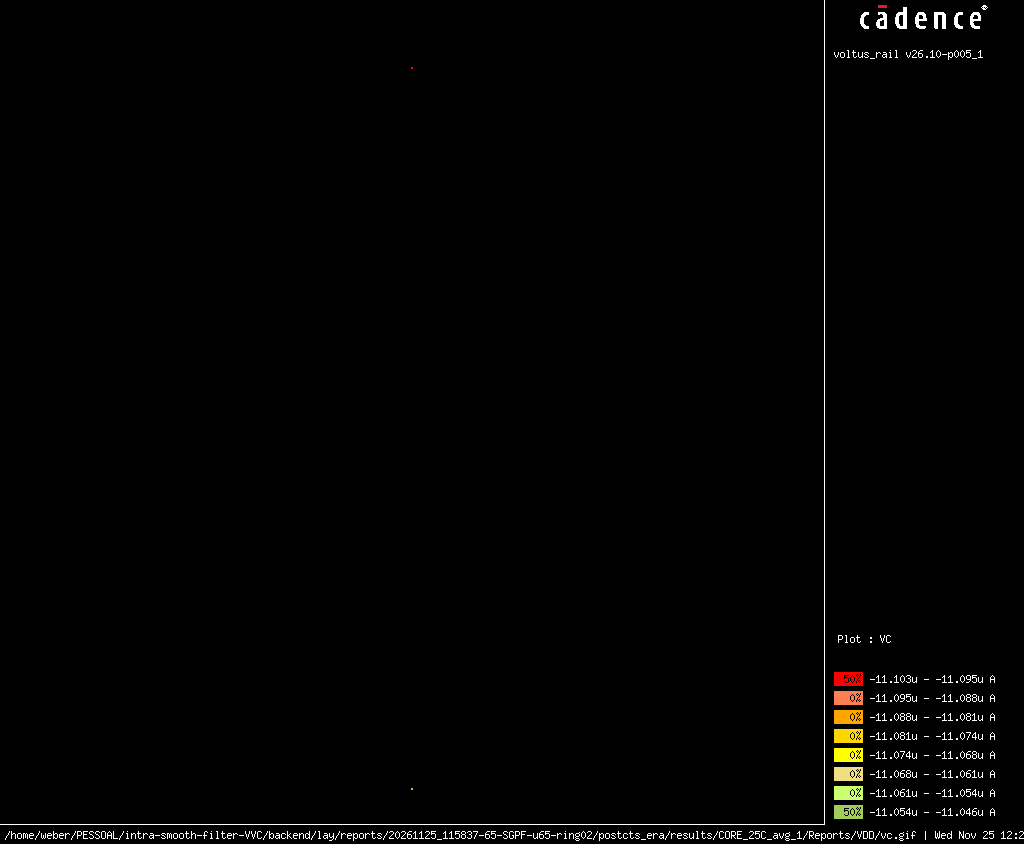 cādence®
voltus_rail v26.10-p005_1
Plot : VC
50% -11.103u - -11.095u A
0% -11.095u - -11.088u A
0% -11.088u - -11.081u A
0% -11.081u - -11.074u A
0% -11.074u - -11.068u A
0% -11.068u - -11.061u A
0% -11.061u - -11.054u A
50% -11.054u - -11.046u A
/home/weber/PESSOAL/intra-smooth-filter-VVC/backend/lay/reports/20261125_115837-65-SGPF-u65-ring02/postcts_era/results/CORE_25C_avg_1/Reports/VDD/vc.gif | Wed Nov 25 12:2